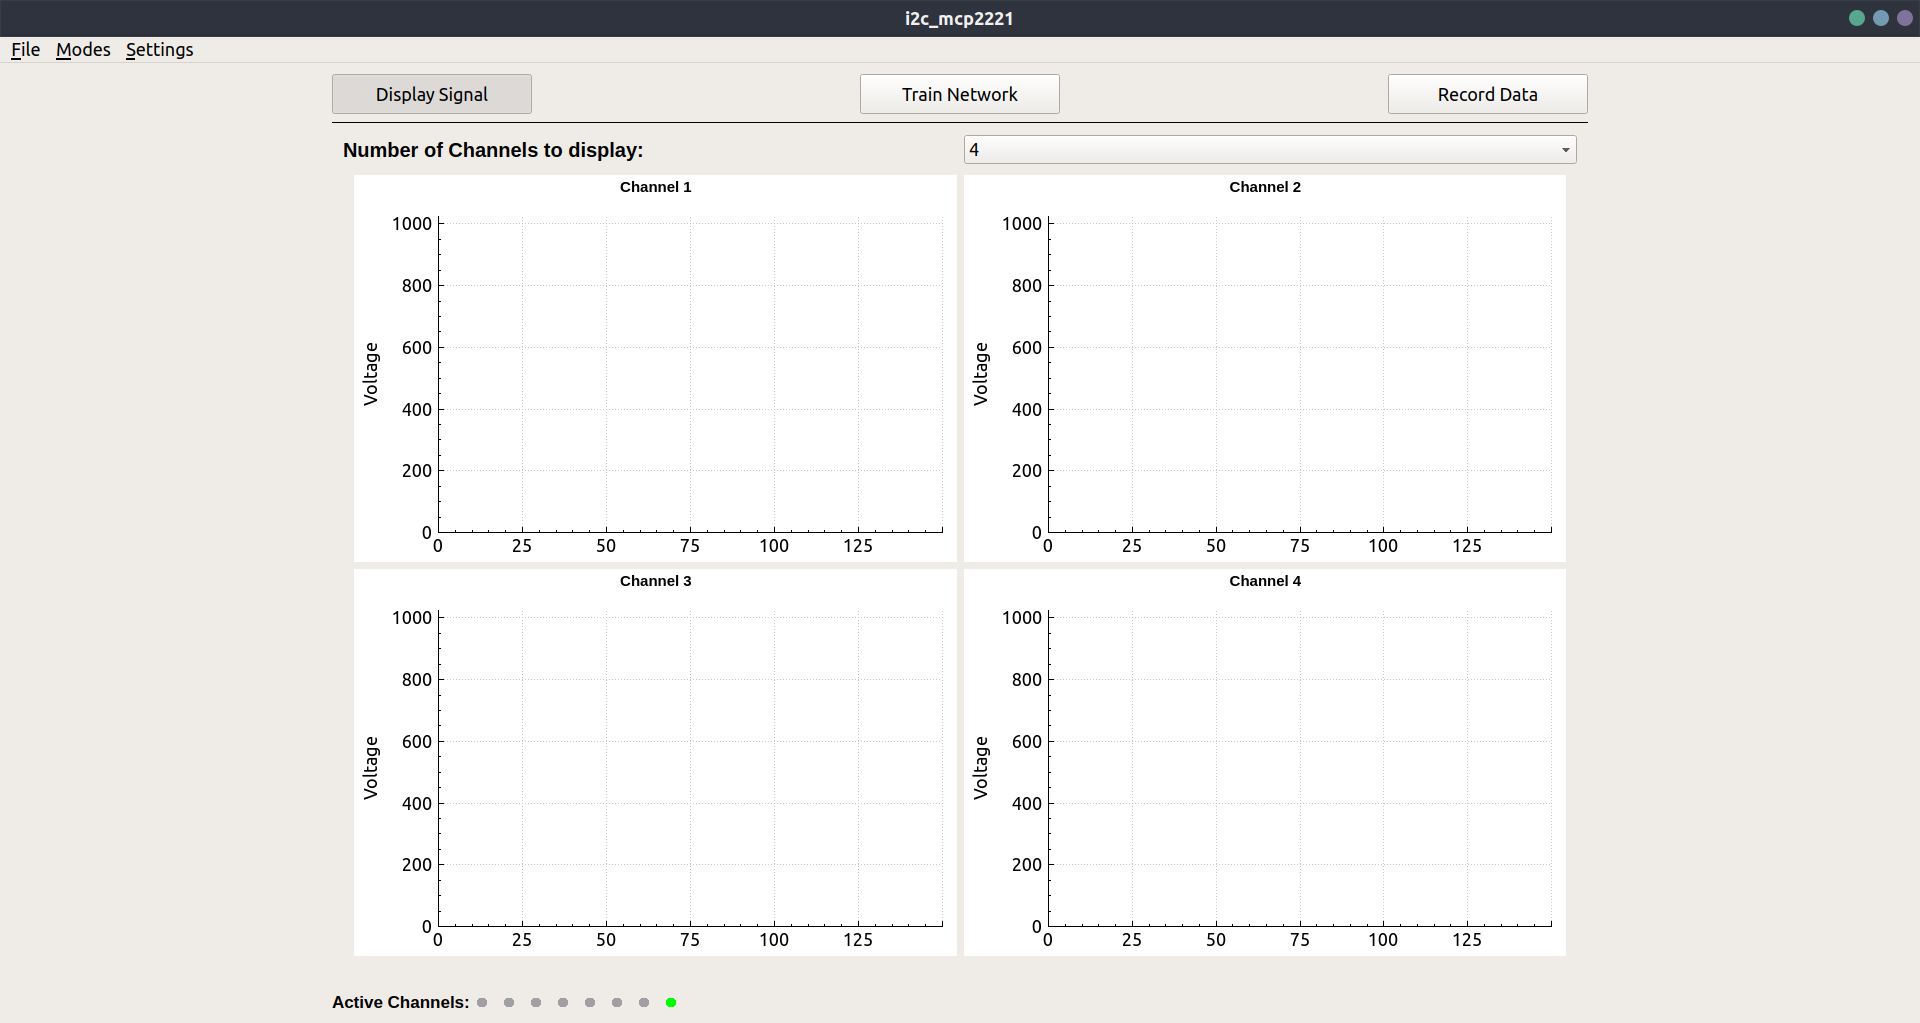 i2c_mcp2221
File Modes Settings
Display Signal Train Network Record Data
Number of Channels to display: 4
Channel 1
1000
800
600
400
200
0
Voltage
0 25 50 75 100 125
Channel 2
1000
800
600
400
200
0
Voltage
0 25 50 75 100 125
Channel 3
1000
800
600
400
200
0
Voltage
0 25 50 75 100 125
Channel 4
1000
800
600
400
200
0
Voltage
0 25 50 75 100 125
Active Channels: